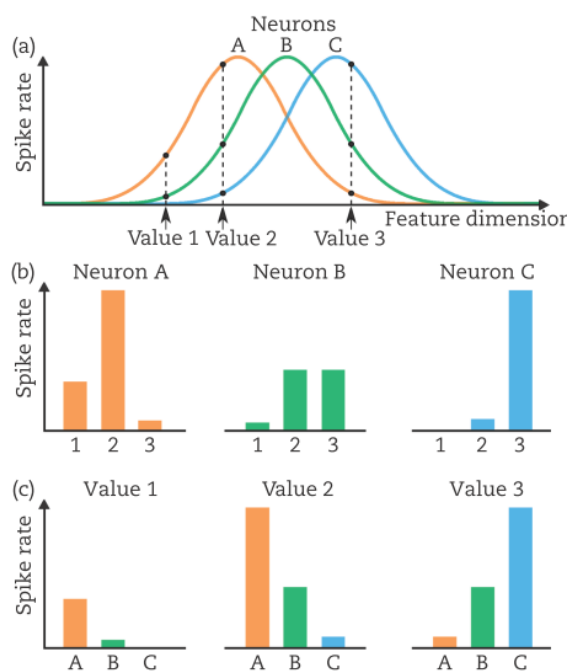 Neurons
(a)
A B C
Spike rate
Feature dimension
Value 1 Value 2 Value 3
(b)
Neuron A Neuron B Neuron C
Spike rate
1 2 3 1 2 3 1 2 3
(c)
Value 1 Value 2 Value 3
Spike rate
A B C A B C A B C